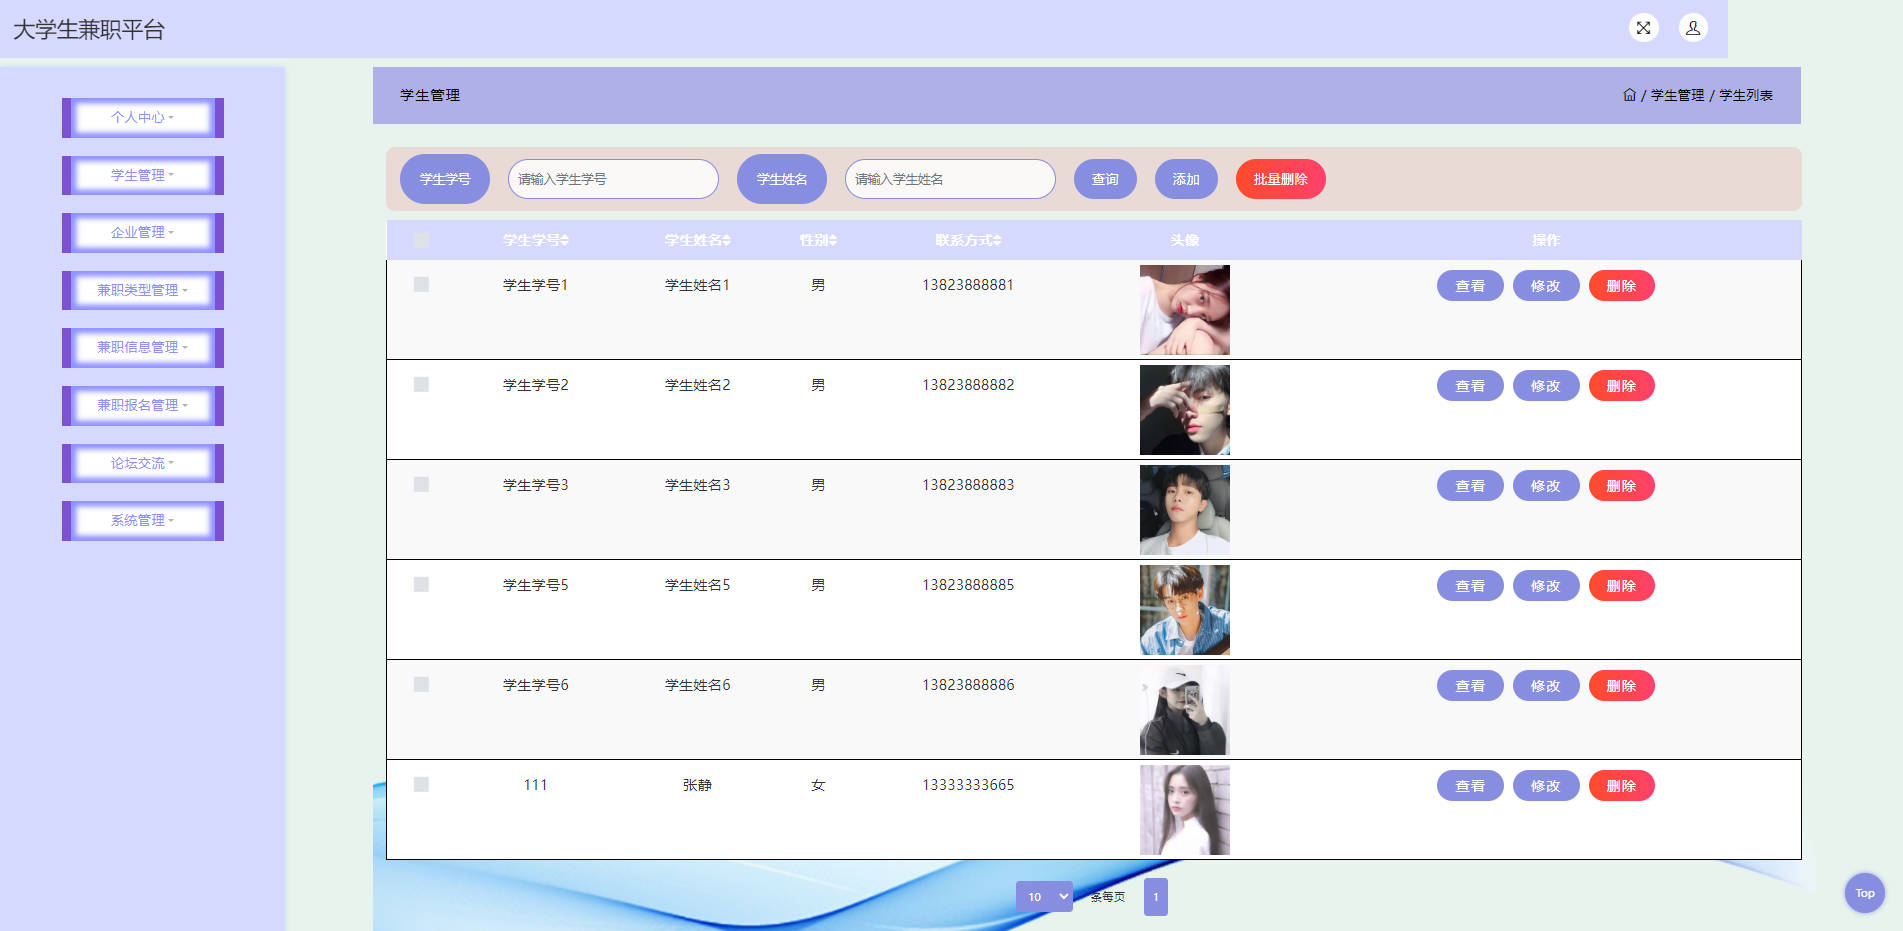 大学生兼职平台
个人中心
学生管理
企业管理
兼职类型管理
兼职信息管理
兼职报名管理
论坛交流
系统管理
学生管理
/ 学生管理 / 学生列表
学生学号 请输入学生学号 学生姓名 请输入学生姓名 查询 添加 批量删除
学生学号 学生姓名 性别 联系方式 头像 操作
学生学号1 学生姓名1 男 13823888881 查看 修改 删除
学生学号2 学生姓名2 男 13823888882 查看 修改 删除
学生学号3 学生姓名3 男 13823888883 查看 修改 删除
学生学号5 学生姓名5 男 13823888885 查看 修改 删除
学生学号6 学生姓名6 男 13823888886 查看 修改 删除
111 张静 女 13333333665 查看 修改 删除
10 条每页 1
Top